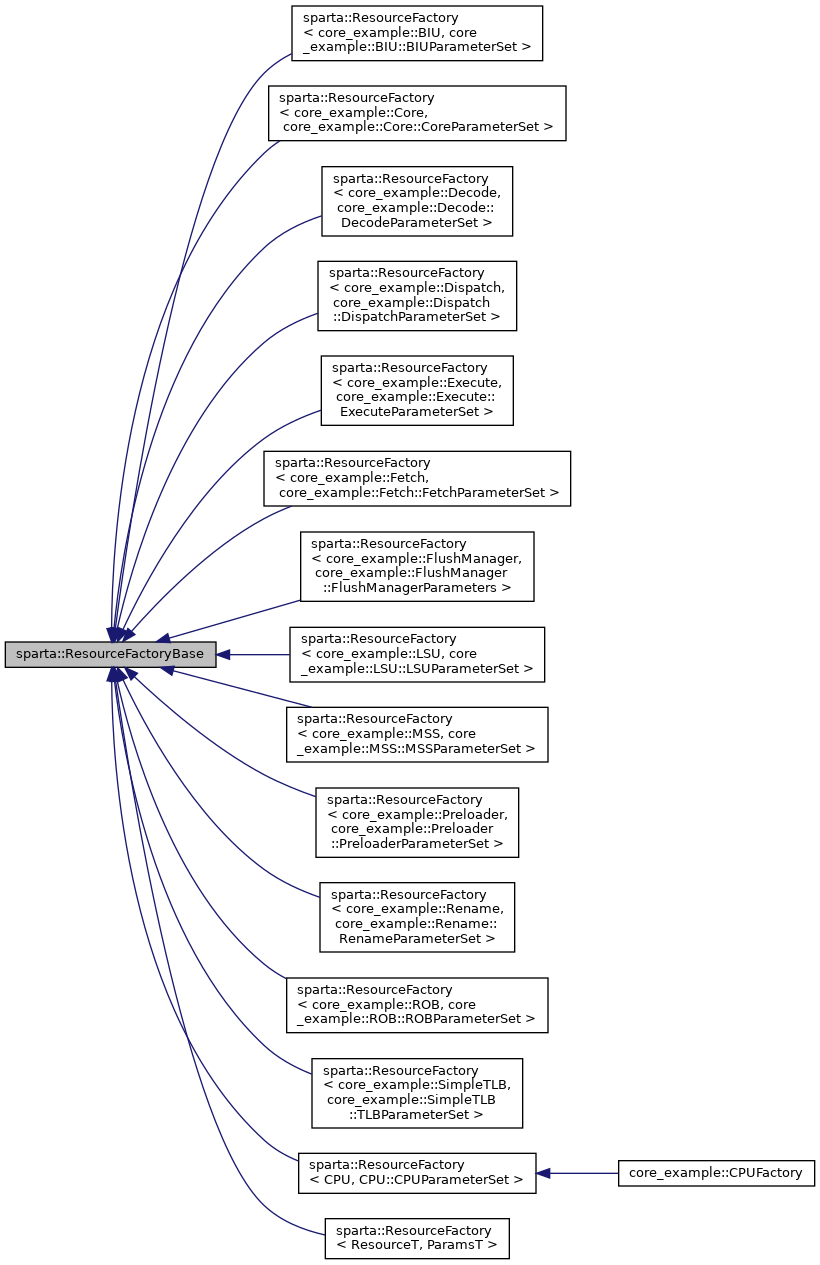 sparta::ResourceFactory
< core_example::BIU, core
_example::BIU::BIUParameterSet >
sparta::ResourceFactory
< core_example::Core,
core_example::Core::CoreParameterSet >
sparta::ResourceFactory
< core_example::Decode,
core_example::Decode::
DecodeParameterSet >
sparta::ResourceFactory
< core_example::Dispatch,
core_example::Dispatch
::DispatchParameterSet >
sparta::ResourceFactory
< core_example::Execute,
core_example::Execute::
ExecuteParameterSet >
sparta::ResourceFactory
< core_example::Fetch,
core_example::Fetch::FetchParameterSet >
sparta::ResourceFactory
< core_example::FlushManager,
core_example::FlushManager
::FlushManagerParameters >
sparta::ResourceFactoryBase
sparta::ResourceFactory
< core_example::LSU, core
_example::LSU::LSUParameterSet >
sparta::ResourceFactory
< core_example::MSS, core
_example::MSS::MSSParameterSet >
sparta::ResourceFactory
< core_example::Preloader,
core_example::Preloader
::PreloaderParameterSet >
sparta::ResourceFactory
< core_example::Rename,
core_example::Rename::
RenameParameterSet >
sparta::ResourceFactory
< core_example::ROB, core
_example::ROB::ROBParameterSet >
sparta::ResourceFactory
< core_example::SimpleTLB,
core_example::SimpleTLB
::TLBParameterSet >
sparta::ResourceFactory
< CPU, CPU::CPUParameterSet >
core_example::CPUFactory
sparta::ResourceFactory
< ResourceT, ParamsT >